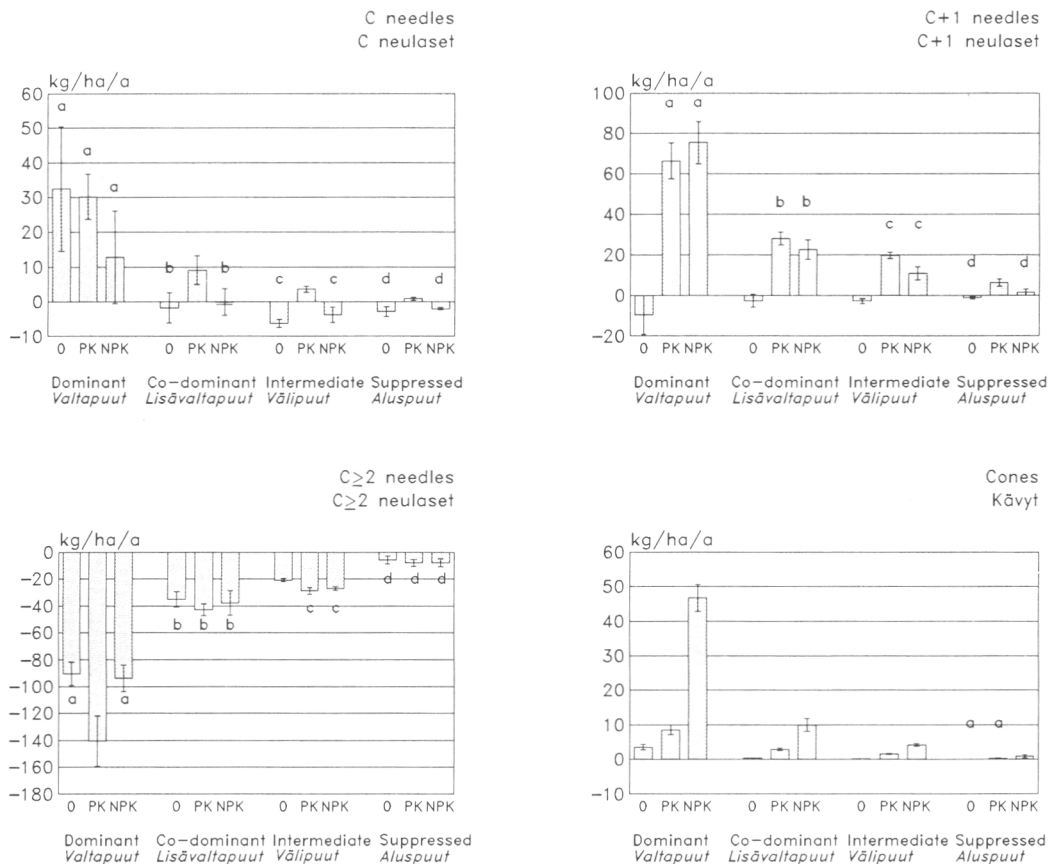 C needles
C neulaset
kg/ha/a
60
50
40
30
20
10
0
-10
a
a
a
b
b
c
c
d
d
0 PK NPK 0 PK NPK 0 PK NPK 0 PK NPK
Dominant Co-dominant Intermediate Suppressed
Valtapuut Lisävaltapuut Välipuut Aluspuut
C+1 needles
C+1 neulaset
kg/ha/a
100
80
60
40
20
0
-20
a a
b b
c c
d d
0 PK NPK 0 PK NPK 0 PK NPK 0 PK NPK
Dominant Co-dominant Intermediate Suppressed
Valtapuut Lisävaltapuut Välipuut Aluspuut
C≥2 needles
C≥2 neulaset
kg/ha/a
0
-20
-40
-60
-80
-100
-120
-140
-160
-180
a a
b b b
c c
d d d
0 PK NPK 0 PK NPK 0 PK NPK 0 PK NPK
Dominant Co-dominant Intermediate Suppressed
Valtapuut Lisävaltapuut Välipuut Aluspuut
Cones
Kävyt
kg/ha/a
60
50
40
30
20
10
0
-10
a a
0 PK NPK 0 PK NPK 0 PK NPK 0 PK NPK
Dominant Co-dominant Intermediate Suppressed
Valtapuut Lisävaltapuut Välipuut Aluspuut